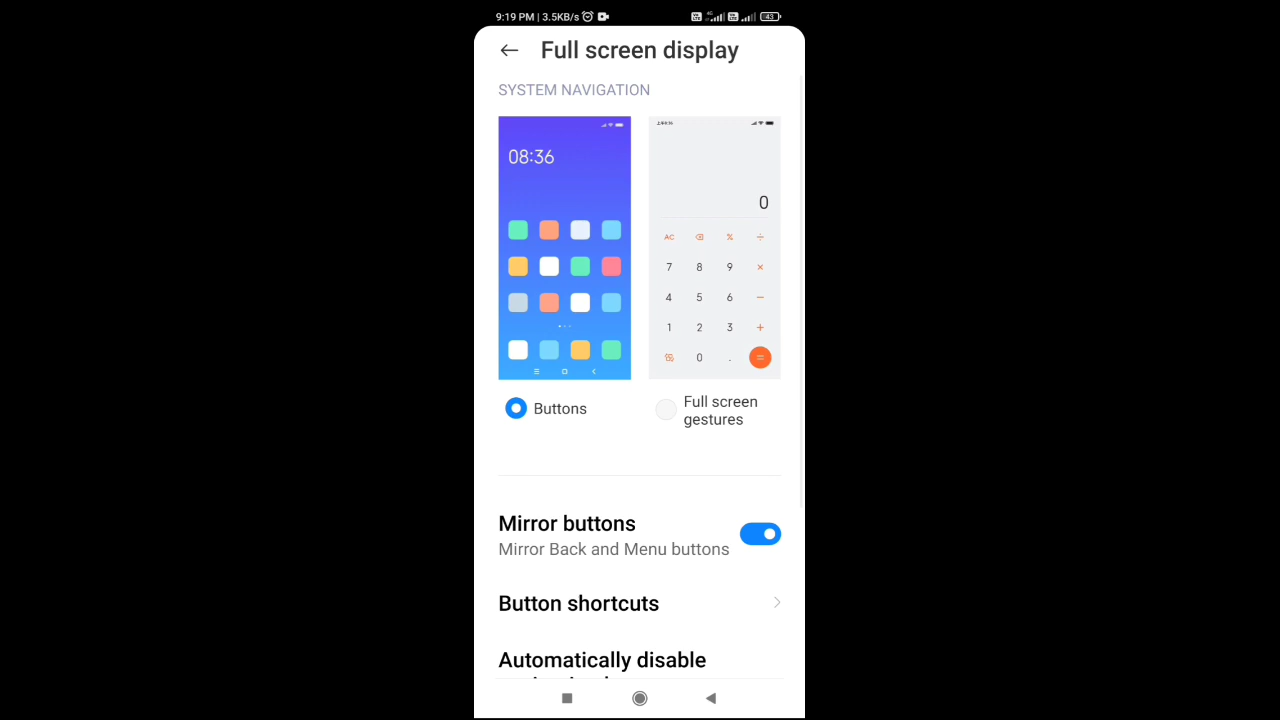 9:19 PM | 3.5KB/s
43
Full screen display
SYSTEM NAVIGATION
08:36
0
AC % ÷
7 8 9 ×
4 5 6 −
1 2 3 +
0 . =
Buttons
Full screen
gestures
Mirror buttons
Mirror Back and Menu buttons
Button shortcuts
Automatically disable